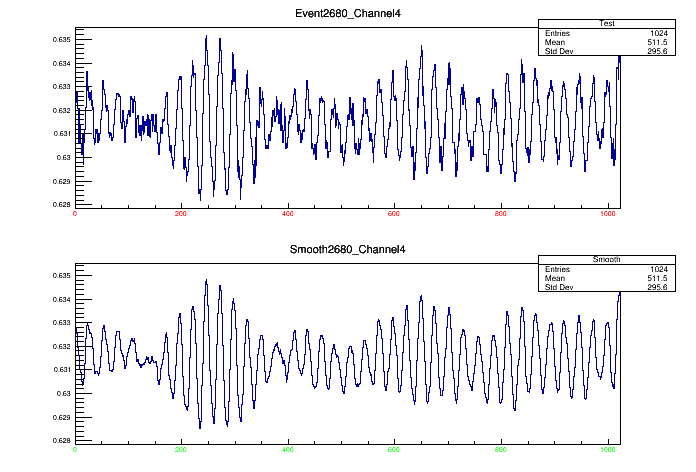 Event2680_Channel4
Test
Entries 1024
Mean 511.5
Std Dev 295.6
0.635
0.634
0.633
0.632
0.631
0.63
0.629
0.628
0 200 400 600 800 1000
Smooth2680_Channel4
Smooth
Entries 1024
Mean 511.5
Std Dev 295.6
0.635
0.634
0.633
0.632
0.631
0.63
0.629
0.628
0 200 400 600 800 1000